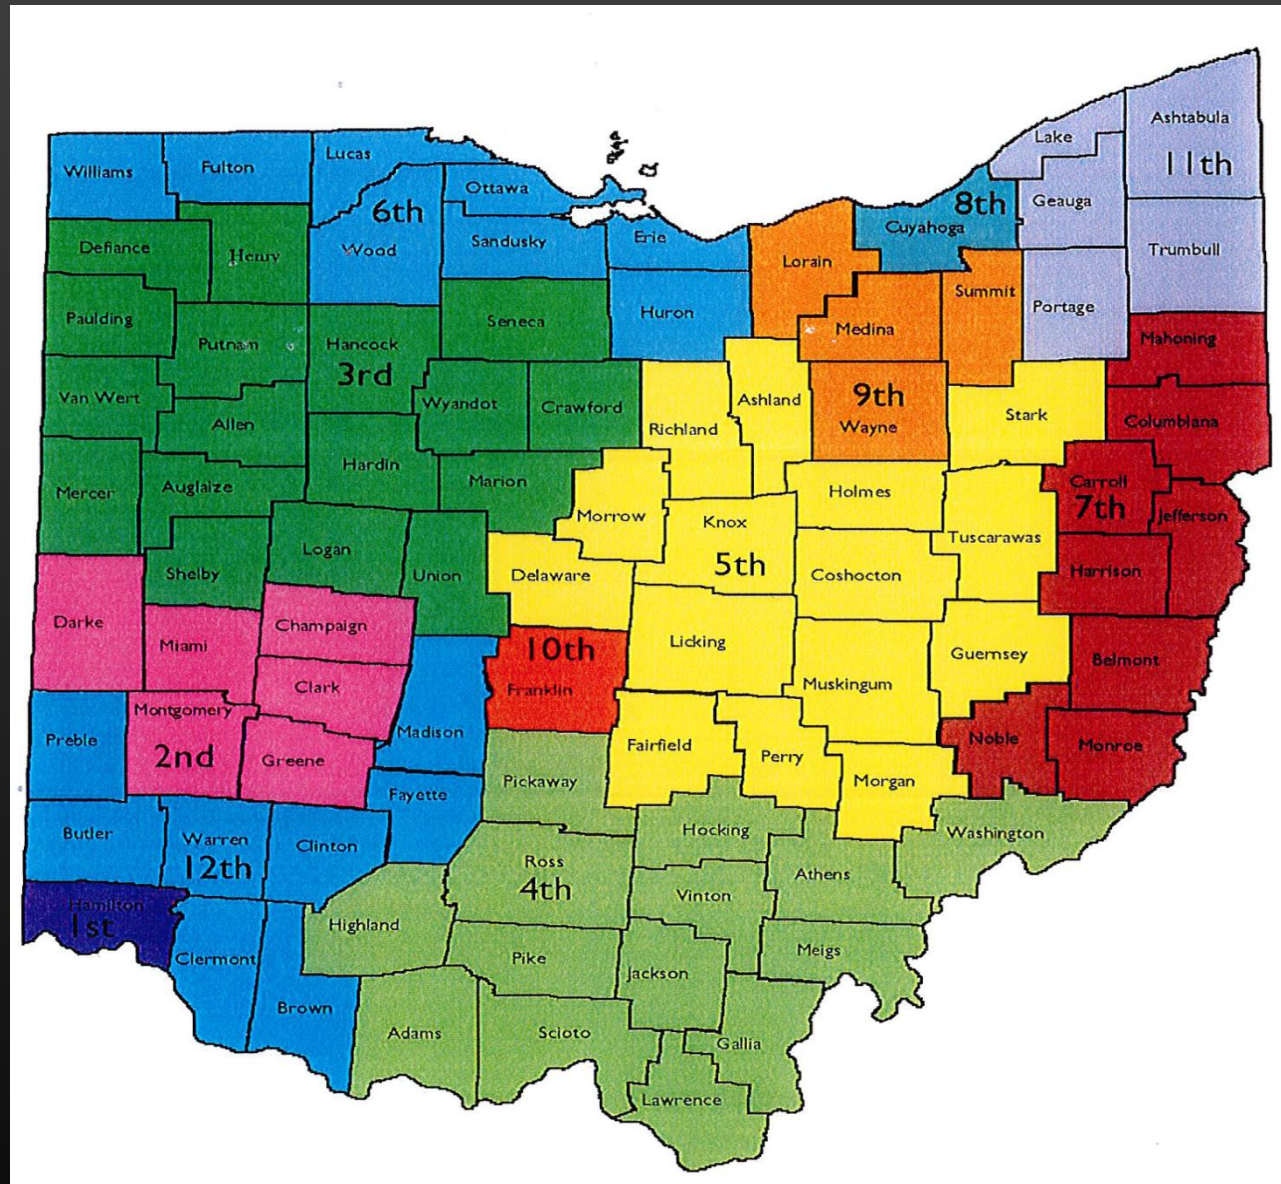 Ashtabula
Lake
11th
Lucas
Williams
Fulton
Ottawa
Geauga
6th
8th
Cuyahoga
Erie
Sandusky
Defiance
Henry
Wood
Trumbull
Lorain
Summit
Portage
Paulding
Huron
Seneca
Medina
Mahoning
Putnam
Hancock
3rd
Van Wert
Wyandot
Crawford
Ashland
9th
Wayne
Stark
Columbiana
Allen
Richland
Hardin
Mercer
Auglaize
Marion
Holmes
Carroll
7th
Jefferson
Morrow
Knox
5th
Tuscarawas
Logan
Shelby
Union
Delaware
Coshocton
Harrison
Darke
Champaign
Miami
Licking
10th
Franklin
Guernsey
Belmont
Clark
Muskingum
Montgomery
2nd
Preble
Madison
Greene
Fairfield
Perry
Noble
Monroe
Pickaway
Morgan
Fayette
Butler
Warren
12th
Clinton
Hocking
Washington
Ross
4th
Athens
Hamilton
1st
Vinton
Highland
Clermont
Pike
Jackson
Meigs
Brown
Adams
Scioto
Gallia
Lawrence